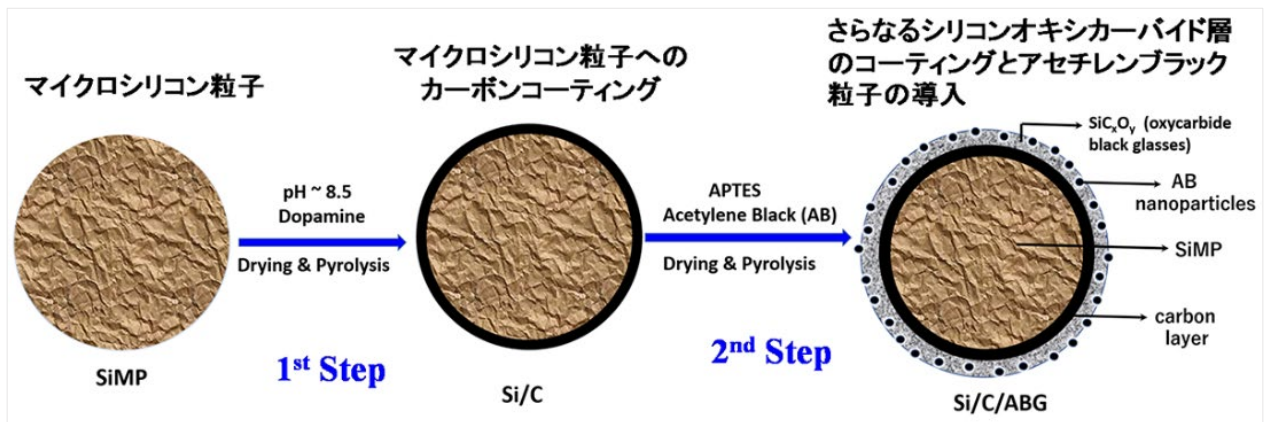 マイクロシリコン粒子
pH ~ 8.5
Dopamine
Drying & Pyrolysis
1st Step
SiMP
マイクロシリコン粒子への
カーボンコーティング
APTES
Acetylene Black (AB)
Drying & Pyrolysis
2nd Step
Si/C
さらなるシリコンオキシカーバイド層
のコーティングとアセチレンブラック
粒子の導入
SiCxOy (oxycarbide
black glasses)
AB
nanoparticles
SiMP
carbon
layer
Si/C/ABG